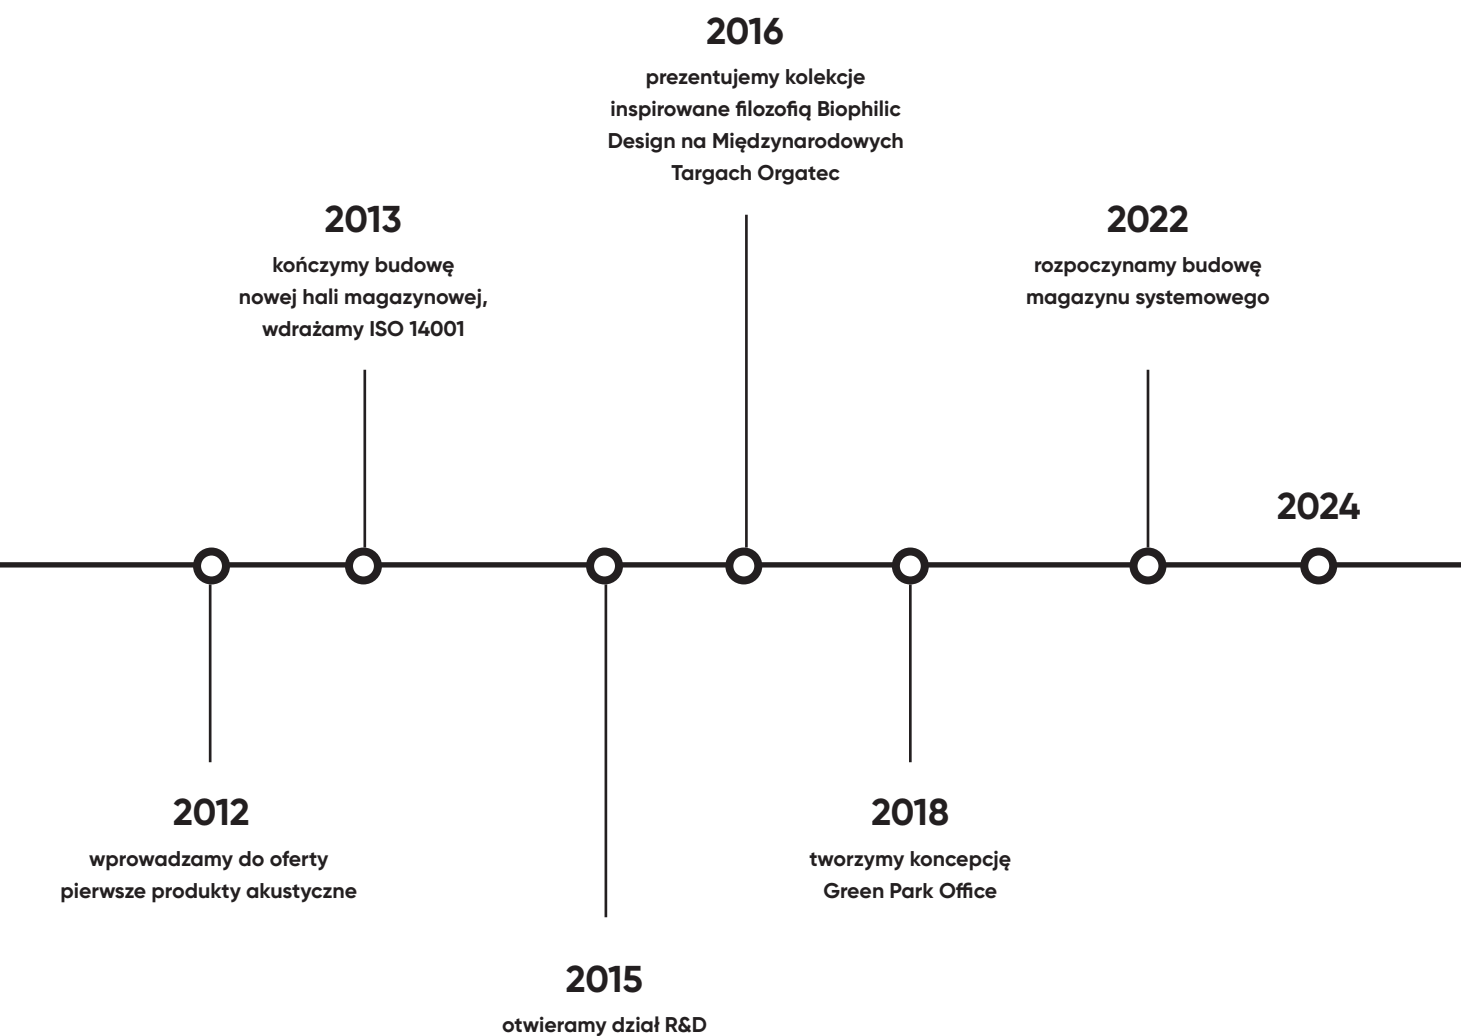 2016
prezentujemy kolekcje
inspirowane filozofią Biophilic
Design na Międzynarodowych
Targach Orgatec
2013
kończymy budowę
nowej hali magazynowej,
wdrażamy ISO 14001
2022
rozpoczynamy budowę
magazynu systemowego
2024
2012
wprowadzamy do oferty
pierwsze produkty akustyczne
2018
tworzymy koncepcję
Green Park Office
2015
otwieramy dział R&D